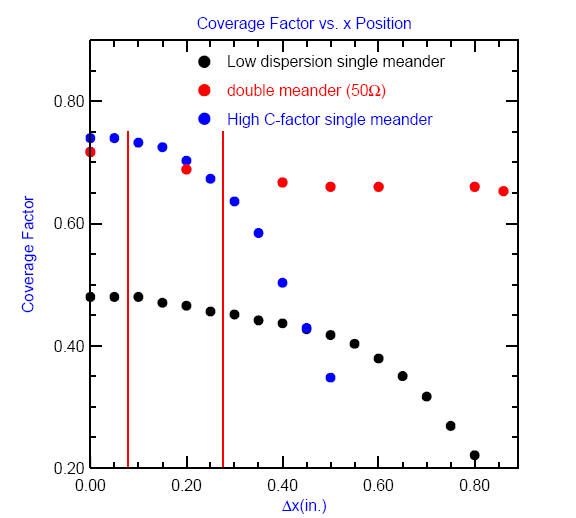 Coverage Factor vs. x Position
Low dispersion single meander
double meander (50Ω)
High C-factor single meander
Coverage Factor
0.80
0.60
0.40
0.20
0.00 0.20 0.40 0.60 0.80
Δx(in.)